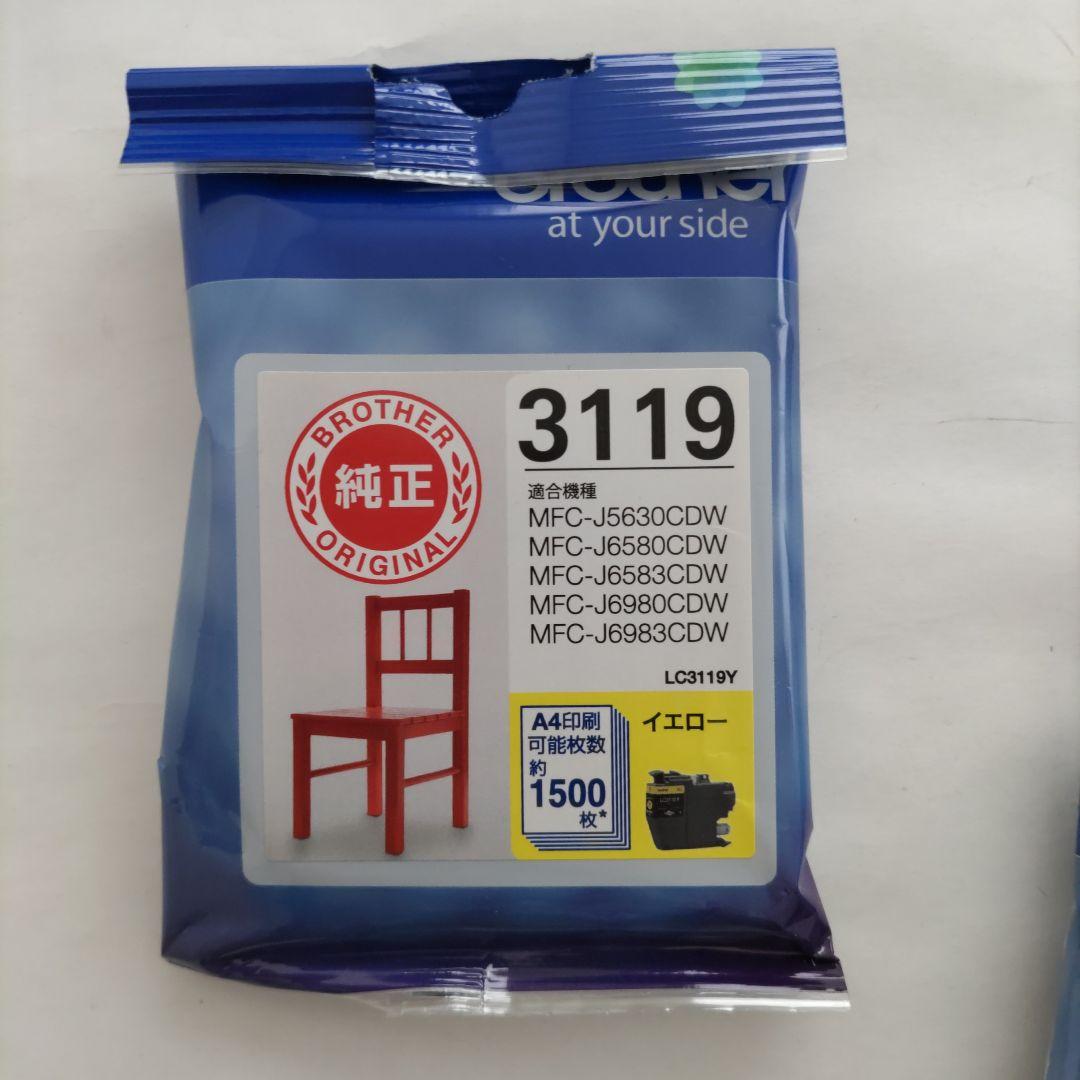 brother
at your side
BROTHER
純正
ORIGINAL
3119
適合機種
MFC-J5630CDW
MFC-J6580CDW
MFC-J6583CDW
MFC-J6980CDW
MFC-J6983CDW
LC3119Y
A4印刷
可能枚数
約
1500
枚*
イエロー